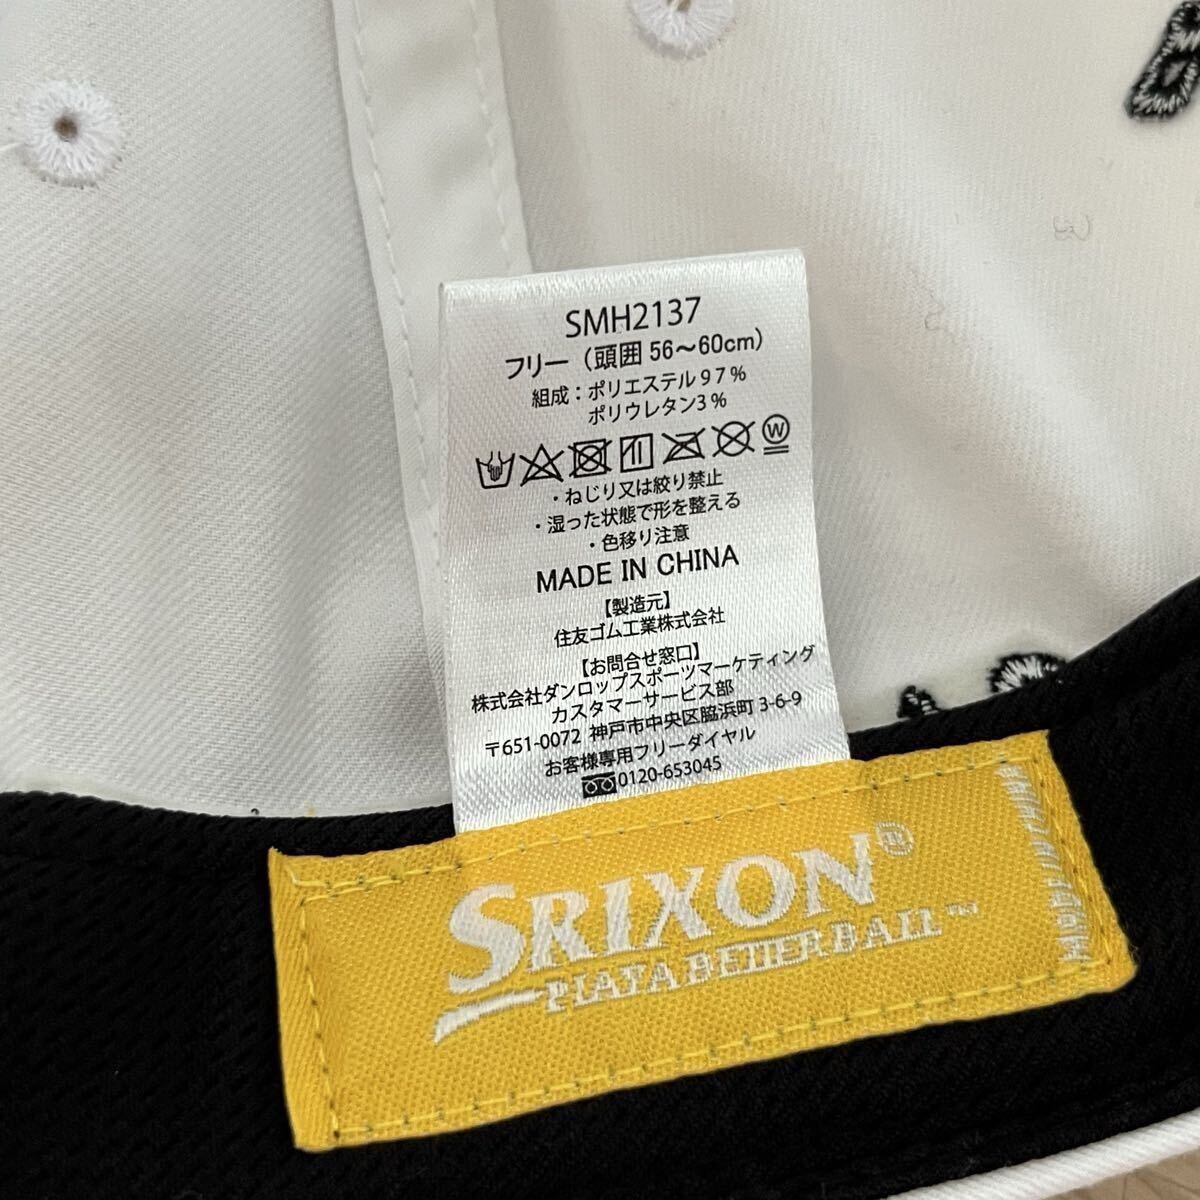 SMH2137
フリー（頭囲 56～60cm）
組成：ポリエステル97%
ポリウレタン3%
W
・ねじり又は絞り禁止
・湿った状態で形を整える
・色移り注意
MADE IN CHINA
【製造元】
住友ゴム工業株式会社
【お問合せ窓口】
株式会社ダンロップスポーツマーケティング
カスタマーサービス部
〒651-0072 神戸市中央区脇浜町 3-6-9
お客様専用フリーダイヤル
0120-653045
SRIXON®
PLAY A BETTER BALL™
MADE IN CHINA